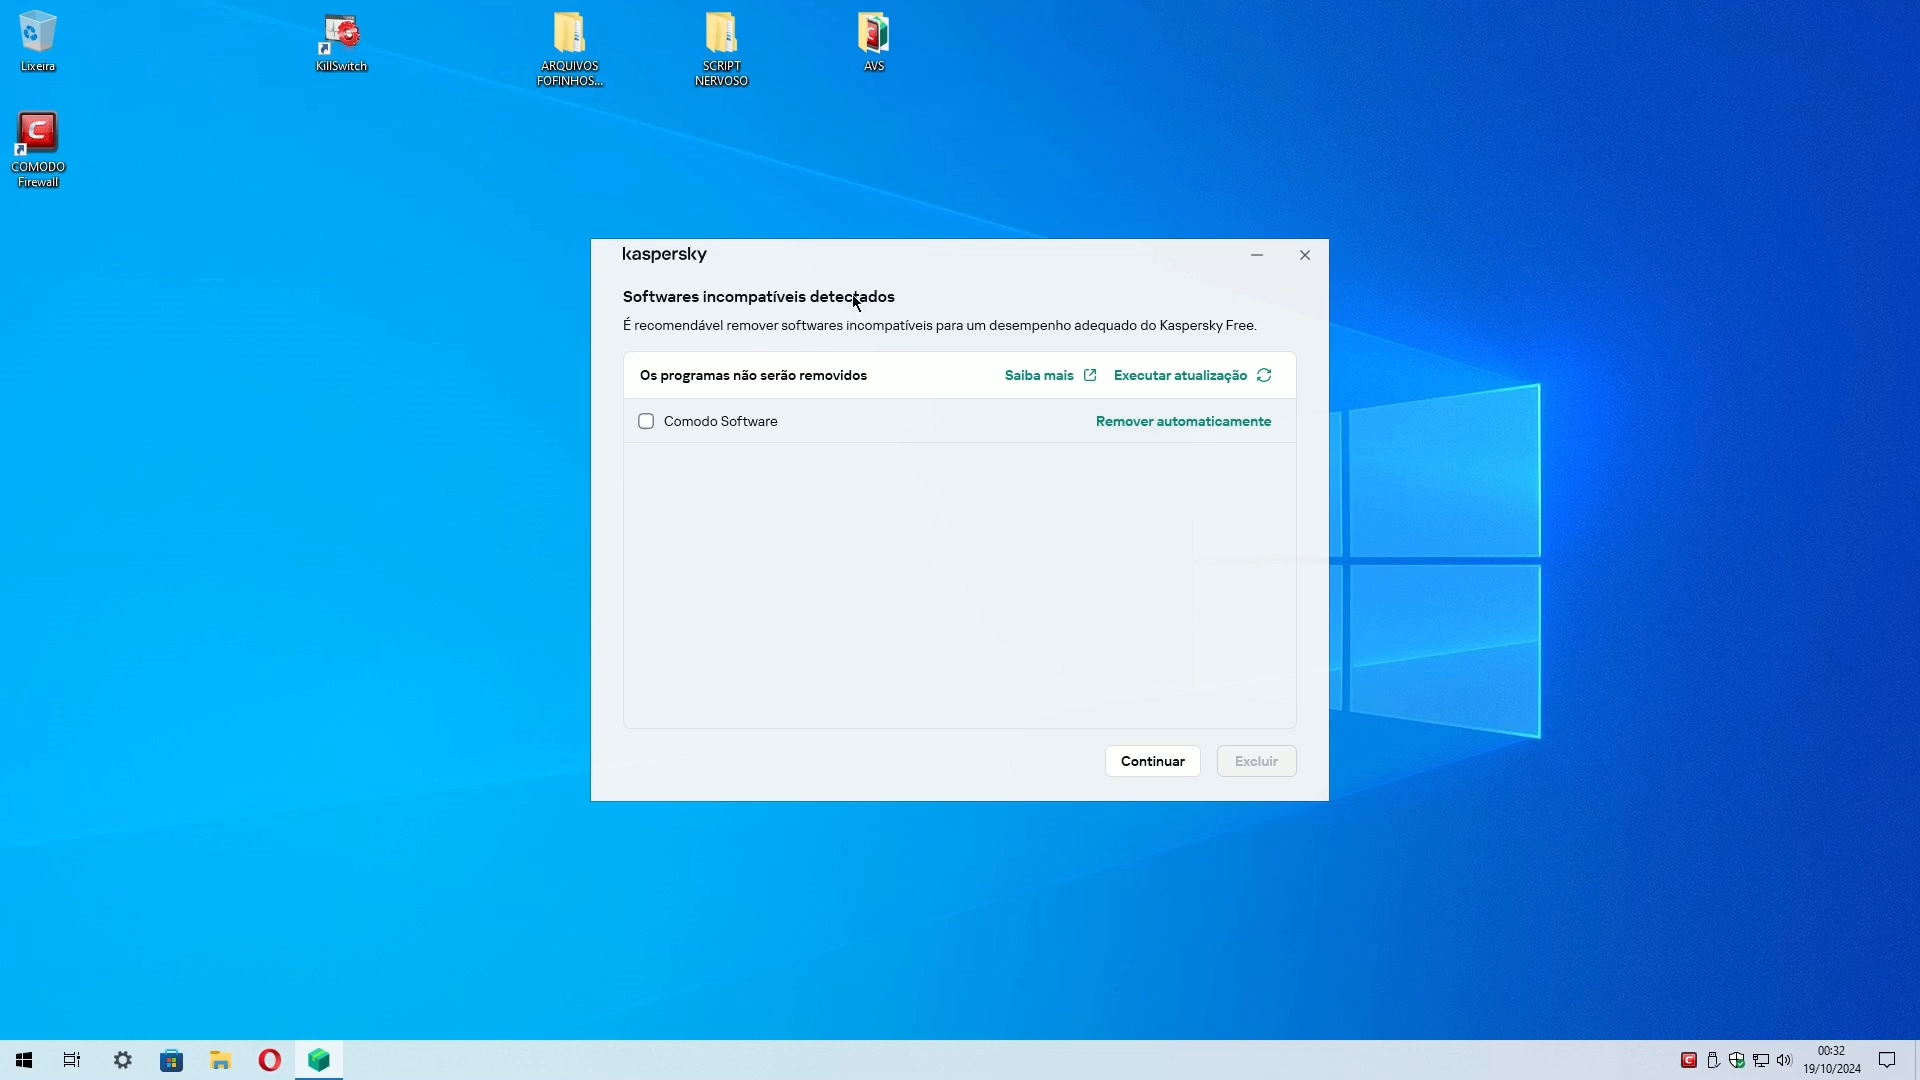 Lixeira
KillSwitch
ARQUIVOS
FOFINHOS...
SCRIPT
NERVOSO
AVS
COMODO
Firewall
kaspersky
Softwares incompatíveis detectados
É recomendável remover softwares incompatíveis para um desempenho adequado do Kaspersky Free.
Os programas não serão removidos
Saiba mais
Executar atualização
Comodo Software
Remover automaticamente
Continuar
Excluir
00:32
19/10/2024